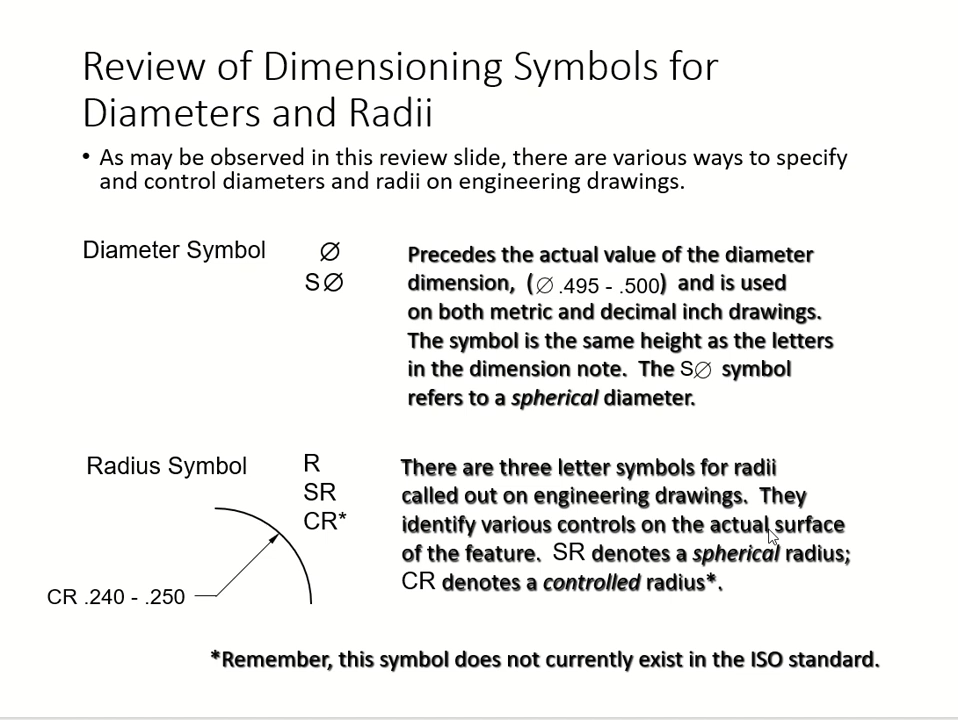 Review of Dimensioning Symbols for
Diameters and Radii
• As may be observed in this review slide, there are various ways to specify
and control diameters and radii on engineering drawings.
Diameter Symbol
∅
S∅
Precedes the actual value of the diameter
dimension, (∅ .495 - .500) and is used
on both metric and decimal inch drawings.
The symbol is the same height as the letters
in the dimension note. The S∅ symbol
refers to a spherical diameter.
Radius Symbol
R
SR
CR*
CR .240 - .250
There are three letter symbols for radii
called out on engineering drawings. They
identify various controls on the actual surface
of the feature. SR denotes a spherical radius;
CR denotes a controlled radius*.
*Remember, this symbol does not currently exist in the ISO standard.